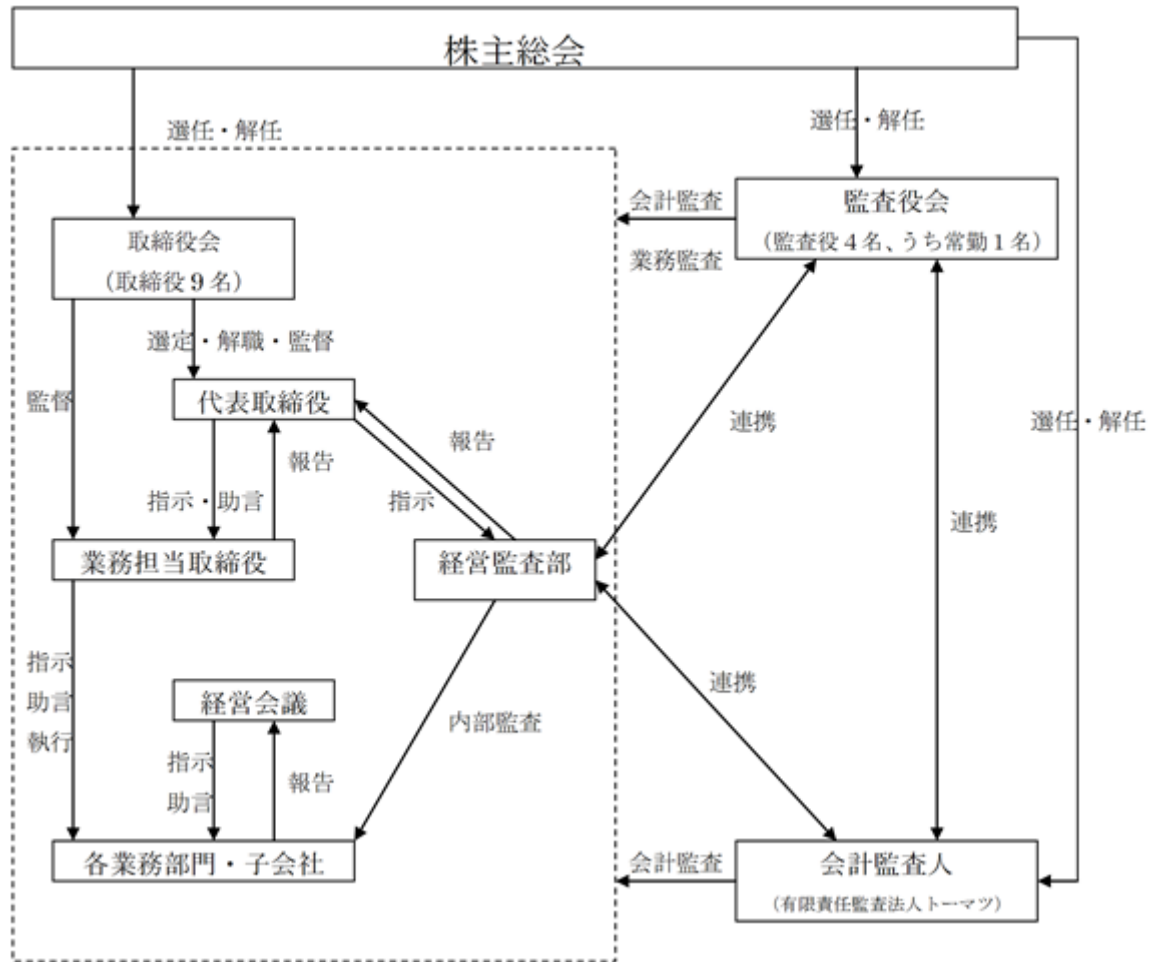 株主総会
選任・解任
選任・解任
会計監査
監査役会
(監査役4名、うち常勤1名)
業務監査
取締役会
(取締役9名)
選定・解職・監督
監督
代表取締役
報告
連携
選任・解任
報告
指示・助言
指示
連携
業務担当取締役
経営監査部
指示
助言
執行
経営会議
内部監査
連携
指示
助言
報告
各業務部門・子会社
会計監査
会計監査人
(有限責任監査法人トーマツ)